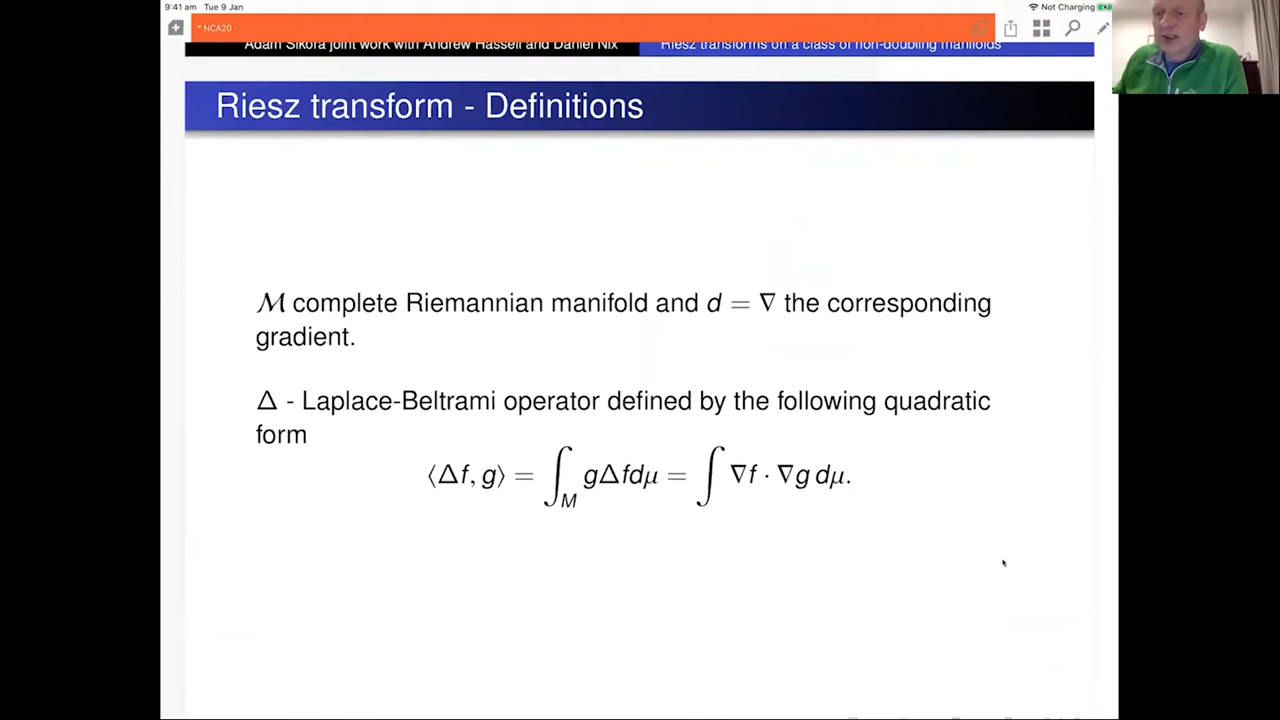 9:41 am Tue 9 Jan
Not Charging
* NCA20
Adam Sikora joint work with Andrew Hassell and Daniel Nix
Riesz transforms on a class of non-doubling manifolds
Riesz transform - Definitions
ℳ complete Riemannian manifold and d = ∇ the corresponding
gradient.
Δ - Laplace-Beltrami operator defined by the following quadratic
form
⟨Δf, g⟩ = ∫_M gΔfdμ = ∫ ∇f · ∇g dμ.